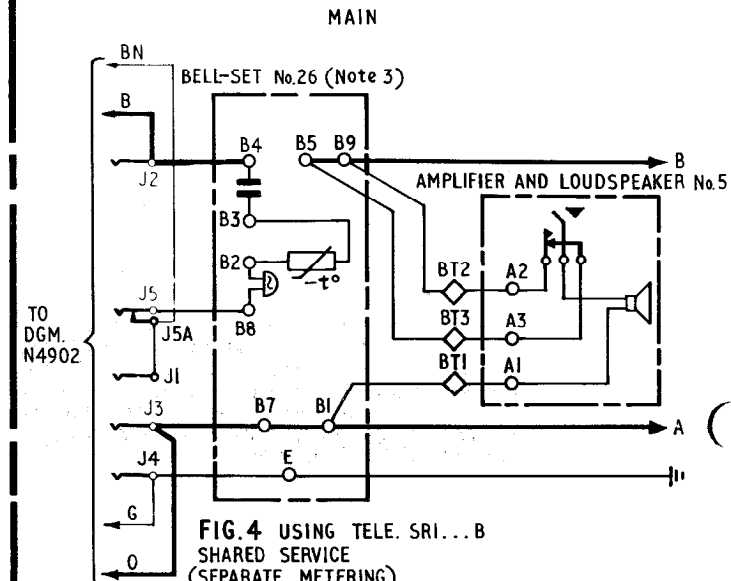 MAIN
BN
BELL-SET No.26 (Note 3)
B
B4 B5 B9
J2
B
AMPLIFIER AND LOUDSPEAKER No.5
B3
B2
-t°
BT2 A2
J5
B8
J5A
BT3 A3
TO
DGM.
N4902
J1
BT1 A1
J3
B7 B1
A
J4
E
G
FIG.4 USING TELE. SR1...B
SHARED SERVICE
(SEPARATE METERING)
O